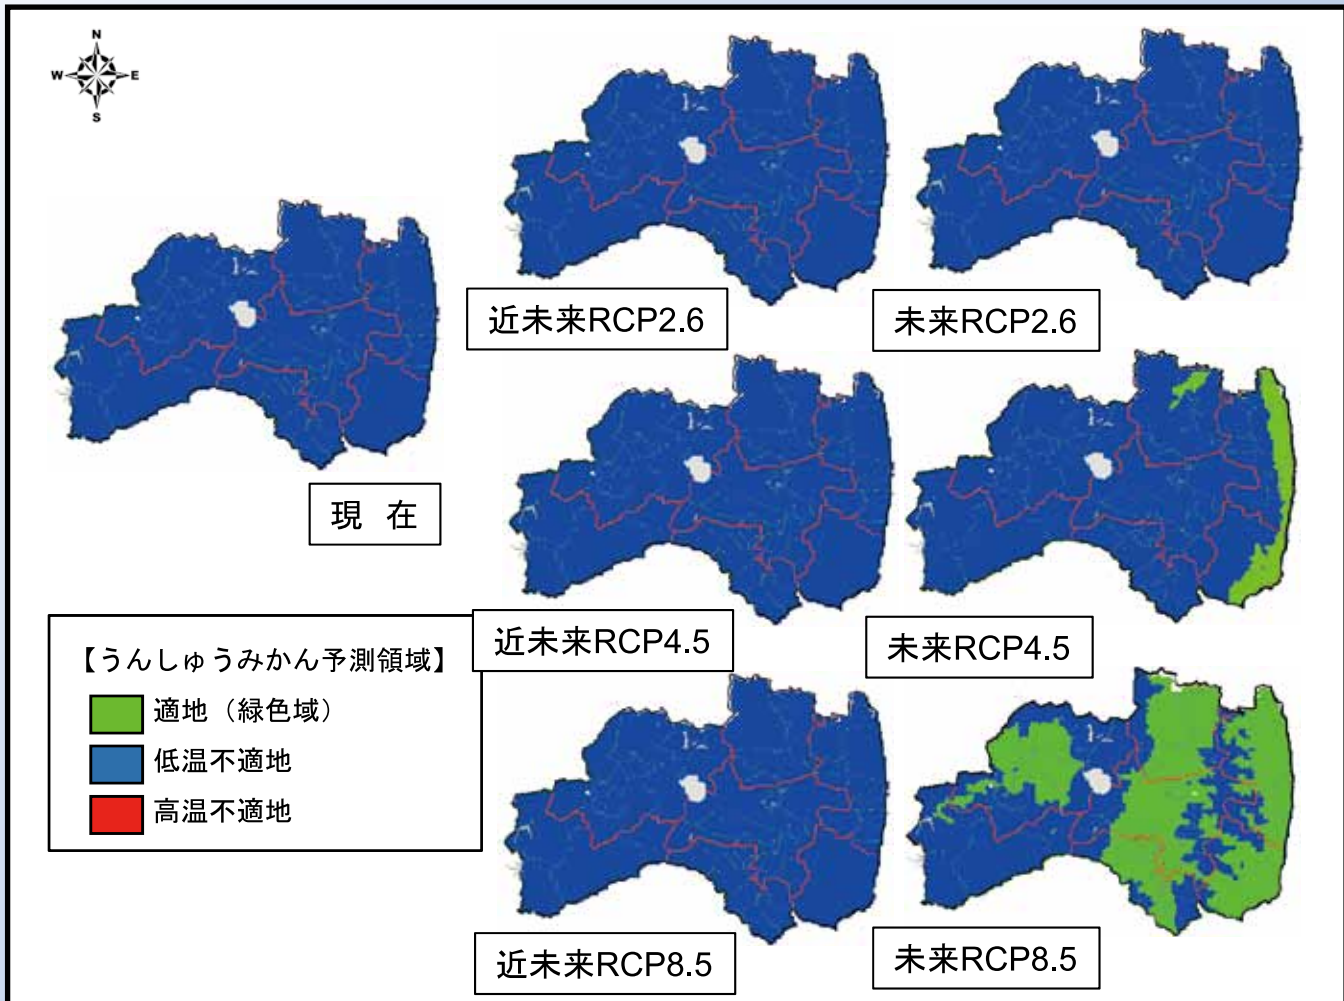 N
W E
S
近未来RCP2.6
未来RCP2.6
現 在
近未来RCP4.5
未来RCP4.5
【うんしゅうみかん予測領域】
適地（緑色域）
低温不適地
高温不適地
近未来RCP8.5
未来RCP8.5